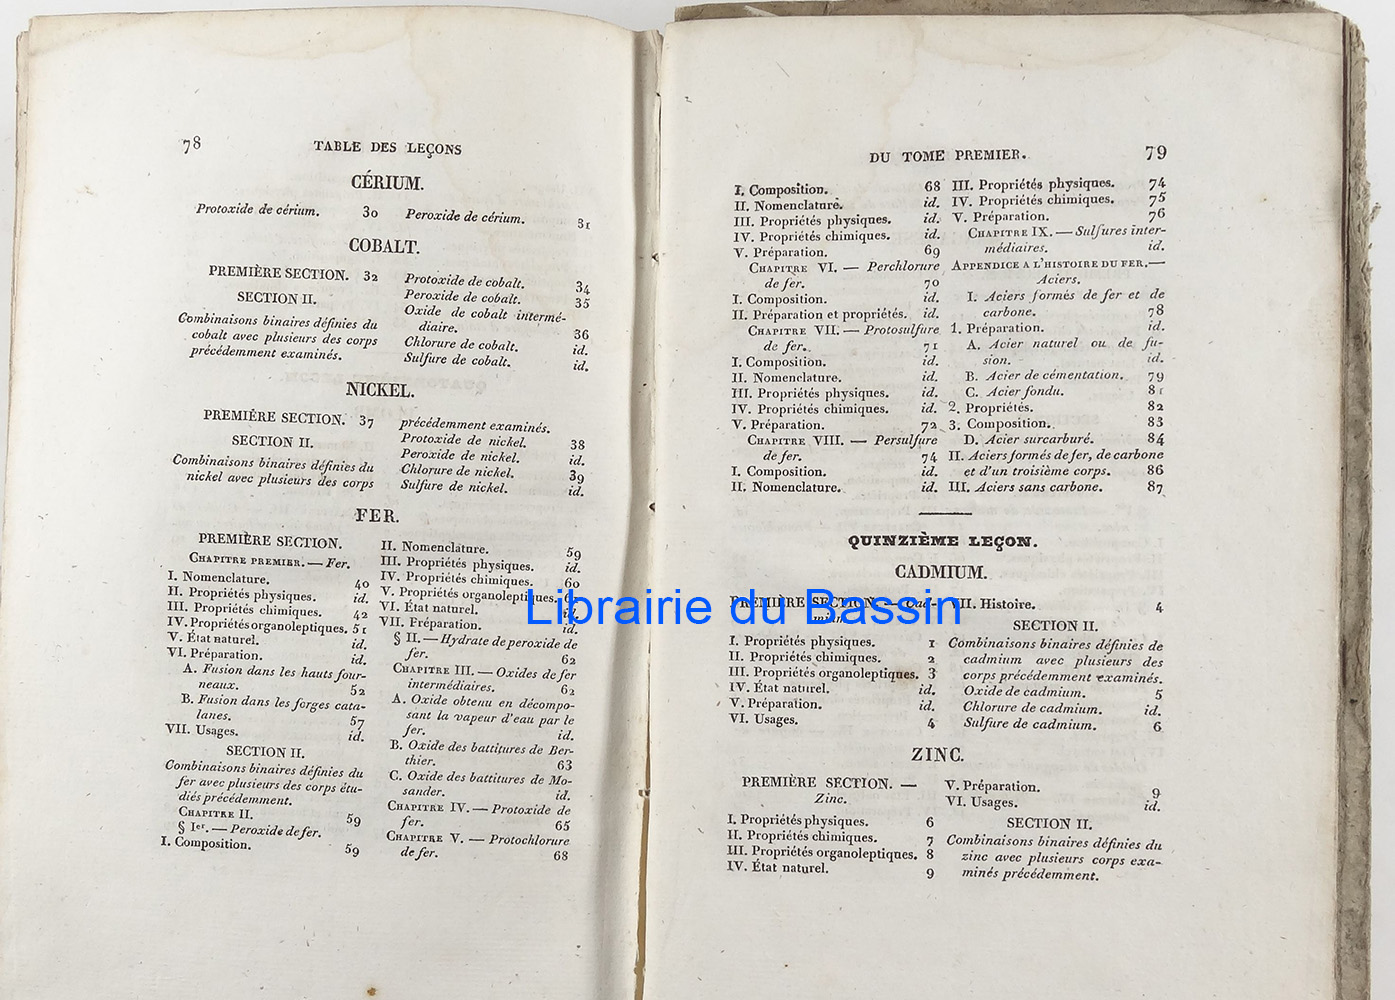 78 TABLE DES LEÇONS
CÉRIUM.
Protoxide de cérium. 30
Peroxide de cérium. 31
COBALT.
PREMIÈRE SECTION. 32
SECTION II.
Combinaisons binaires définies du
cobalt avec plusieurs des corps
précédemment examinés.
Protoxide de cobalt. 34
Peroxide de cobalt. 35
Oxide de cobalt intermé-
diaire. 36
Chlorure de cobalt. id.
Sulfure de cobalt. id.
NICKEL.
PREMIÈRE SECTION. 37
SECTION II.
Combinaisons binaires définies du
nickel avec plusieurs des corps
précédemment examinés.
Protoxide de nickel. 38
Peroxide de nickel. id.
Chlorure de nickel. 39
Sulfure de nickel. id.
FER.
PREMIÈRE SECTION.
CHAPITRE PREMIER. — Fer.
I. Nomenclature. 40
II. Propriétés physiques. id.
III. Propriétés chimiques. 42
IV. Propriétés organoleptiques. 51
V. État naturel. id.
VI. Préparation. id.
A. Fusion dans les hauts four-
neaux. 52
B. Fusion dans les forges cata-
lanes. 57
VII. Usages. id.
SECTION II.
Combinaisons binaires définies du
fer avec plusieurs des corps étu-
diés précédemment.
CHAPITRE II. 59
§ Ier. — Peroxide de fer.
I. Composition. 59
II. Nomenclature. 59
III. Propriétés physiques. id.
IV. Propriétés chimiques. 60
V. Propriétés organoleptiques.
VI. État naturel. id.
VII. Préparation. id.
§ II. — Hydrate de peroxide de
fer. 62
CHAPITRE III. — Oxides de fer
intermédiaires. 62
A. Oxide obtenu en décompo-
sant la vapeur d'eau par le
fer. id.
B. Oxide des battitures de Ber-
thier. 63
C. Oxide des battitures de Mo-
sander. id.
CHAPITRE IV. — Protoxide de
fer. 65
CHAPITRE V. — Protochlorure
de fer. 68
DU TOME PREMIER. 79
I. Composition. 68
II. Nomenclature. id.
III. Propriétés physiques. id.
IV. Propriétés chimiques. id.
V. Préparation. 69
CHAPITRE VI. — Perchlorure
de fer. 70
I. Composition. id.
II. Préparation et propriétés. id.
CHAPITRE VII. — Protosulfure
de fer. 71
I. Composition. id.
II. Nomenclature. id.
III. Propriétés physiques. id.
IV. Propriétés chimiques. id.
V. Préparation. 72
CHAPITRE VIII. — Persulfure
de fer. 74
I. Composition. id.
II. Nomenclature. id.
III. Propriétés physiques. 74
IV. Propriétés chimiques. 75
V. Préparation. 76
CHAPITRE IX. — Sulfures inter-
médiaires. id.
APPENDICE A L'HISTOIRE DU FER. —
Aciers.
I. Aciers formés de fer et de
carbone. 78
1. Préparation. id.
A. Acier naturel ou de fu-
sion. id.
B. Acier de cémentation. 79
C. Acier fondu. 81
2. Propriétés. 82
3. Composition. 83
D. Acier surcarburé. 84
II. Aciers formés de fer, de carbone
et d'un troisième corps. 86
III. Aciers sans carbone. 87
QUINZIÈME LEÇON.
CADMIUM.
PREMIÈRE SECTION. — Cad-
mium.
I. Propriétés physiques. 1
II. Propriétés chimiques. 2
III. Propriétés organoleptiques. 3
IV. État naturel. id.
V. Préparation. id.
VI. Usages. 4
VII. Histoire. 4
SECTION II.
Combinaisons binaires définies de
cadmium avec plusieurs des
corps précédemment examinés.
Oxide de cadmium. 5
Chlorure de cadmium. id.
Sulfure de cadmium. 6
ZINC.
PREMIÈRE SECTION. —
Zinc.
I. Propriétés physiques. 6
II. Propriétés chimiques. 7
III. Propriétés organoleptiques. 8
IV. État naturel. 9
V. Préparation. 9
VI. Usages. id.
SECTION II.
Combinaisons binaires définies du
zinc avec plusieurs corps exa-
minés précédemment.
Librairie du Bassin